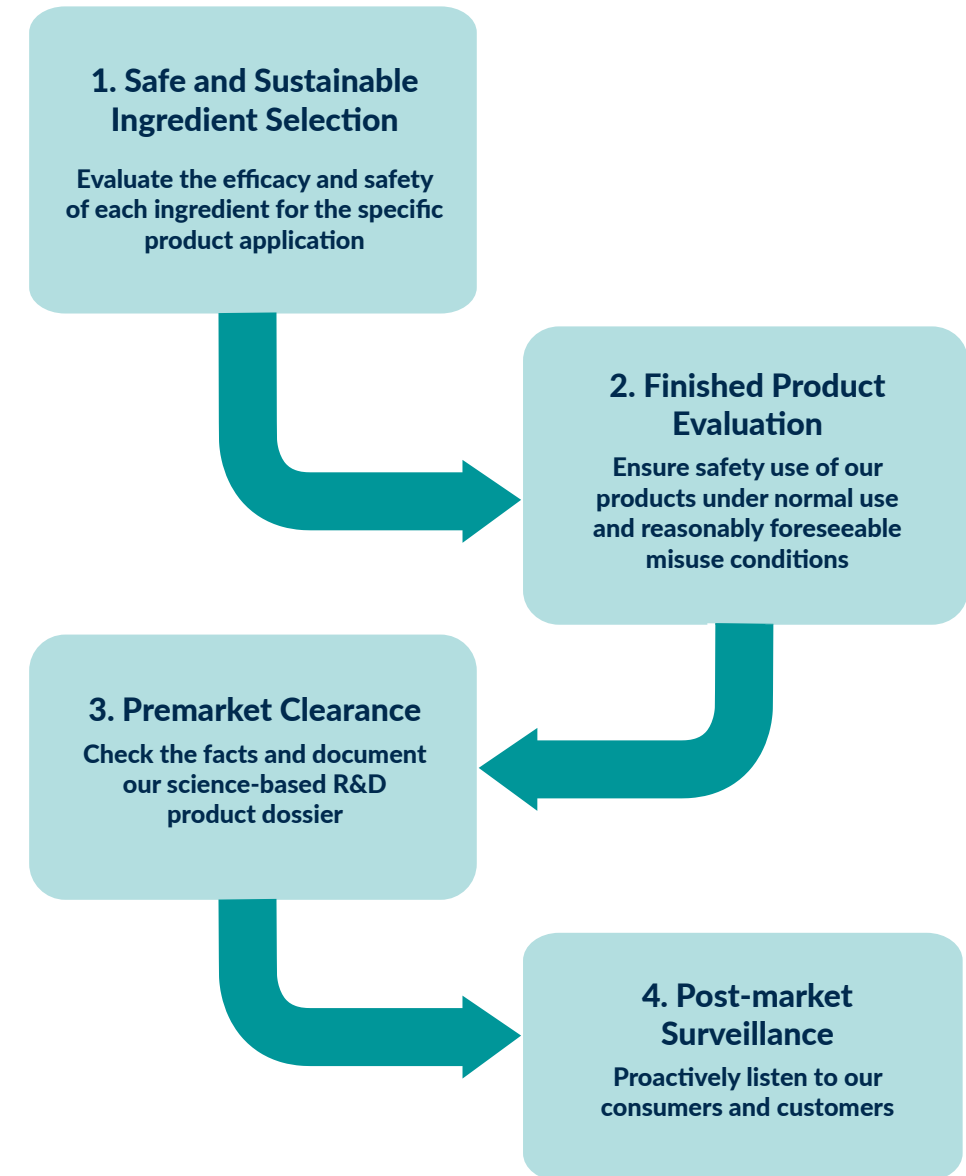 1. Safe and Sustainable
Ingredient Selection
Evaluate the efficacy and safety
of each ingredient for the specific
product application
2. Finished Product
Evaluation
Ensure safety use of our
products under normal use
and reasonably foreseeable
misuse conditions
3. Premarket Clearance
Check the facts and document
our science-based R&D
product dossier
4. Post-market
Surveillance
Proactively listen to our
consumers and customers